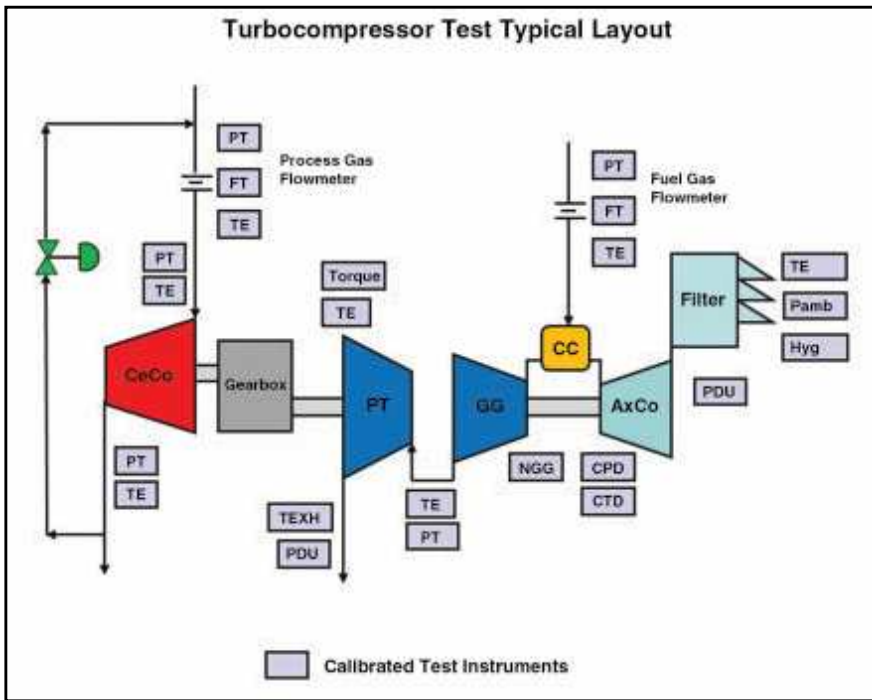 Turbocompressor Test Typical Layout
PT
Process Gas
Flowmeter
FT
TE
PT
Fuel Gas
Flowmeter
FT
TE
PT
TE
Torque
TE
TE
Pamb
Hyg
Filter
CC
CeCo
Gearbox
PT
GG
AxCo
PDU
PT
TE
NGG
CPD
CTD
TEXH
PDU
TE
PT
Calibrated Test Instruments